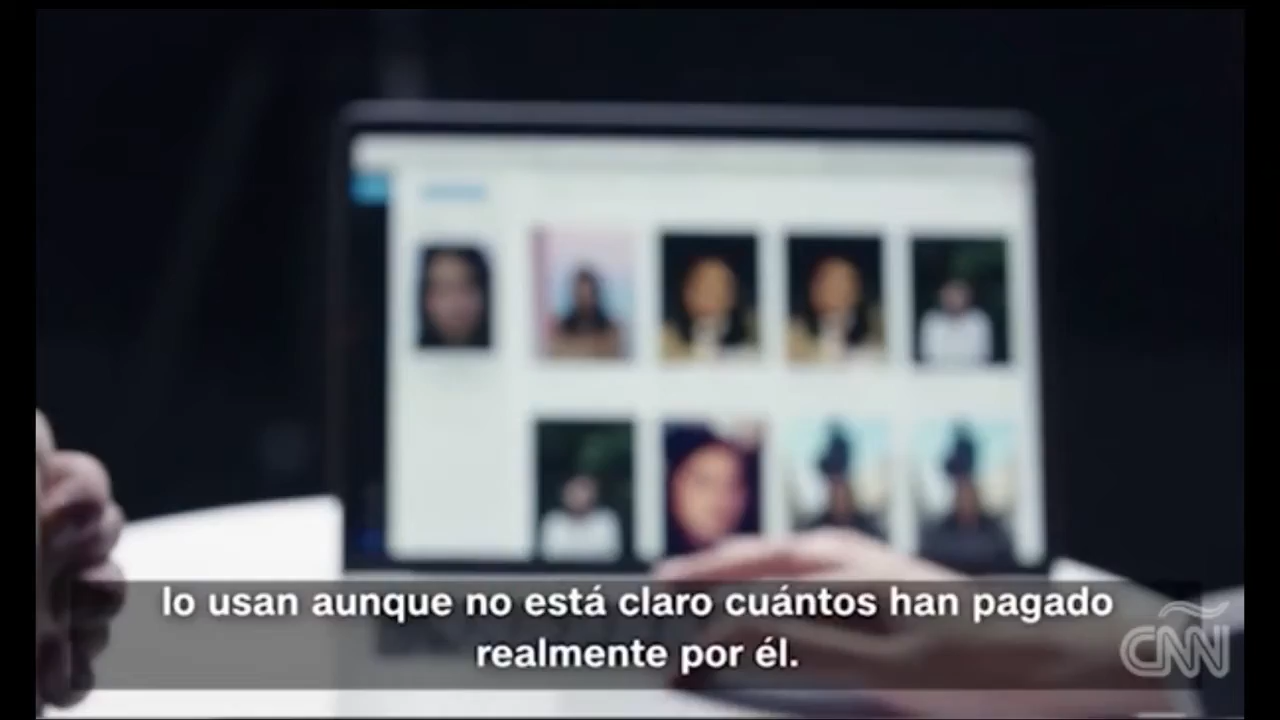 lo usan aunque no está claro cuántos han pagado
realmente por él.
CNN